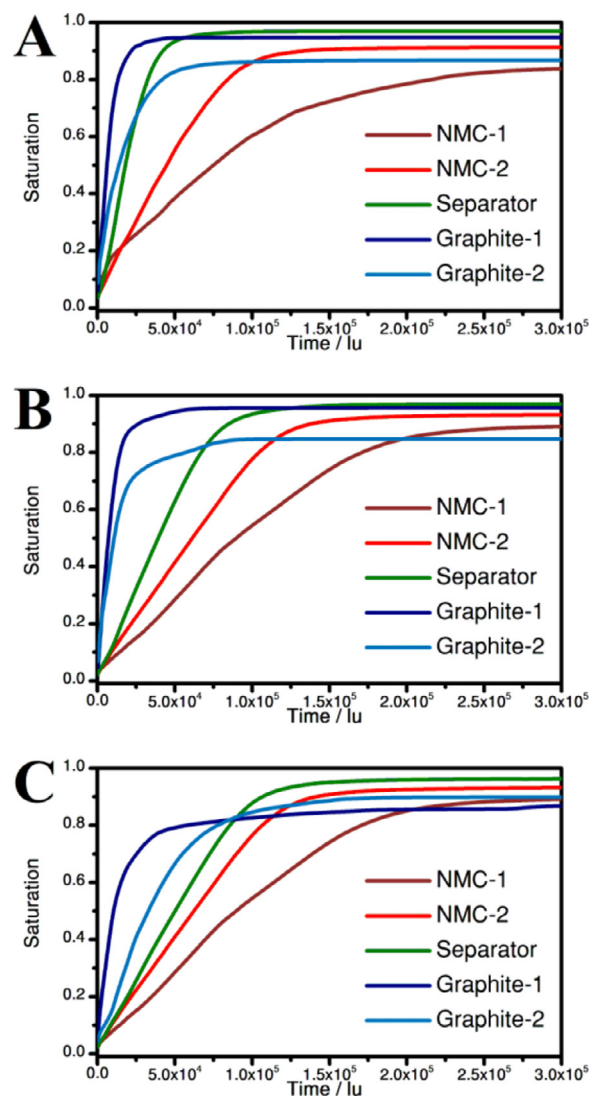 A
1.0
0.8
0.6
0.4
0.2
0.0
Saturation
NMC-1
NMC-2
Separator
Graphite-1
Graphite-2
0.0 5.0x10⁴ 1.0x10⁵ 1.5x10⁵ 2.0x10⁵ 2.5x10⁵ 3.0x10⁵
Time / lu
B
1.0
0.8
0.6
0.4
0.2
0.0
Saturation
NMC-1
NMC-2
Separator
Graphite-1
Graphite-2
0.0 5.0x10⁴ 1.0x10⁵ 1.5x10⁵ 2.0x10⁵ 2.5x10⁵ 3.0x10⁵
Time / lu
C
1.0
0.8
0.6
0.4
0.2
0.0
Saturation
NMC-1
NMC-2
Separator
Graphite-1
Graphite-2
0.0 5.0x10⁴ 1.0x10⁵ 1.5x10⁵ 2.0x10⁵ 2.5x10⁵ 3.0x10⁵
Time / lu